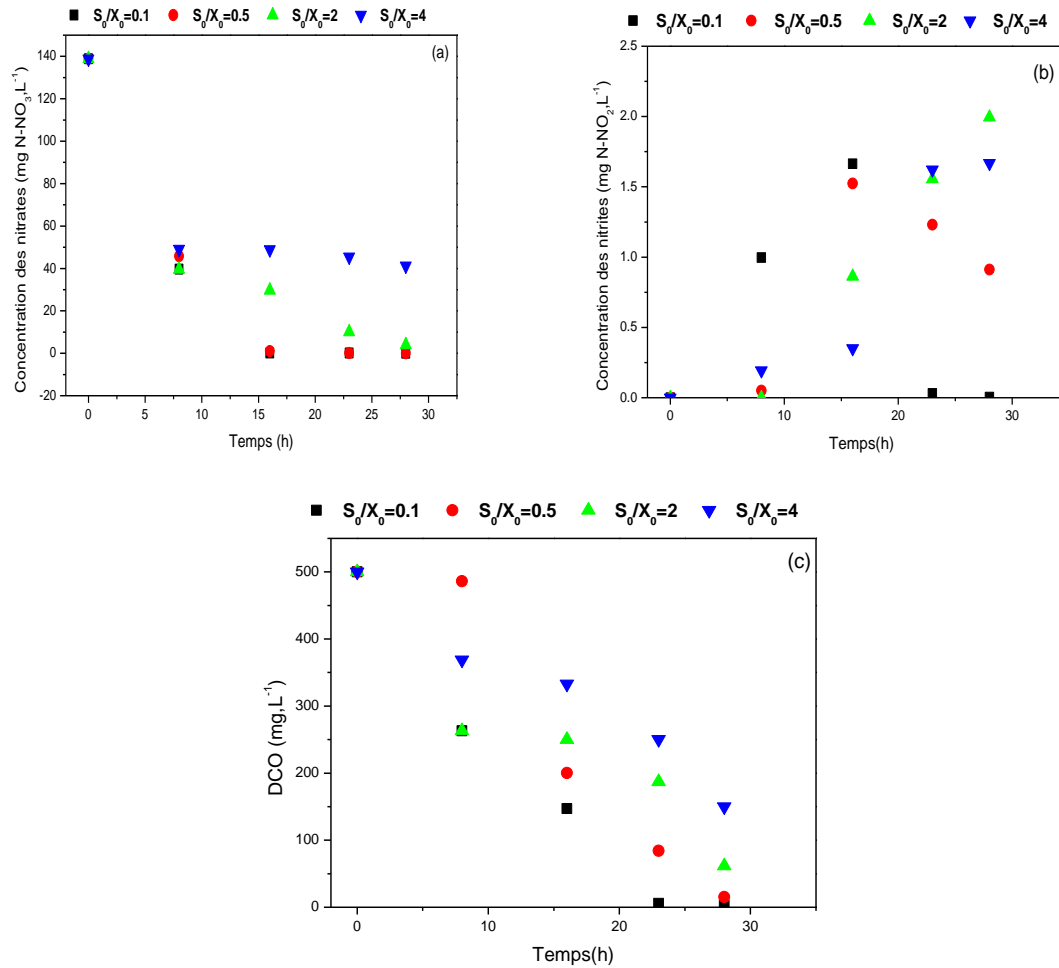 S₀/X₀=0.1 S₀/X₀=0.5 S₀/X₀=2 S₀/X₀=4
(a)
Concentration des nitrates (mg N-NO₃,L⁻¹)
140
120
100
80
60
40
20
0
-20
0 5 10 15 20 25 30
Temps (h)
S₀/X₀=0.1 S₀/X₀=0.5 S₀/X₀=2 S₀/X₀=4
(b)
Concentration des nitrites (mg N-NO₂,L⁻¹)
2.5
2.0
1.5
1.0
0.5
0.0
0 10 20 30
Temps(h)
S₀/X₀=0.1 S₀/X₀=0.5 S₀/X₀=2 S₀/X₀=4
(c)
DCO (mg,L⁻¹)
500
400
300
200
100
0
0 10 20 30
Temps(h)